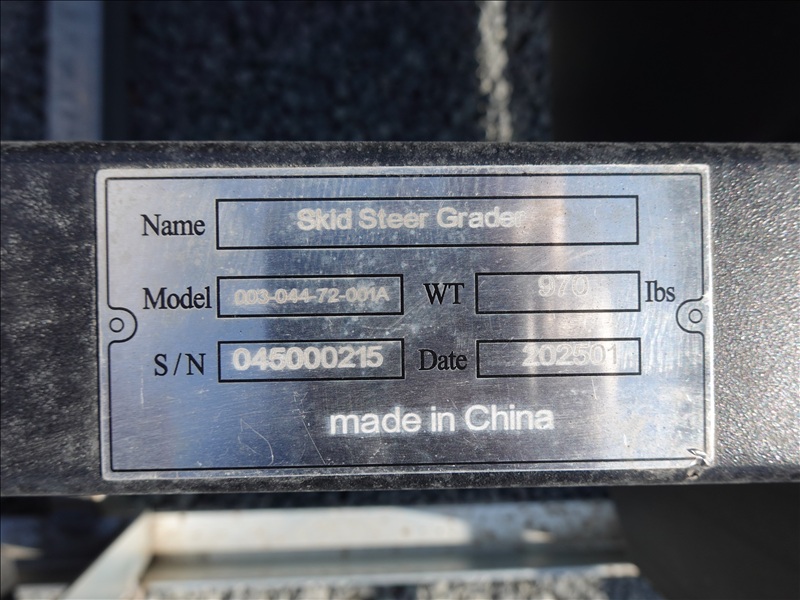 Name Skid Steer Grader
Model 003-044-72-001A WT 970 lbs
S/N 045000215 Date 202501
made in China